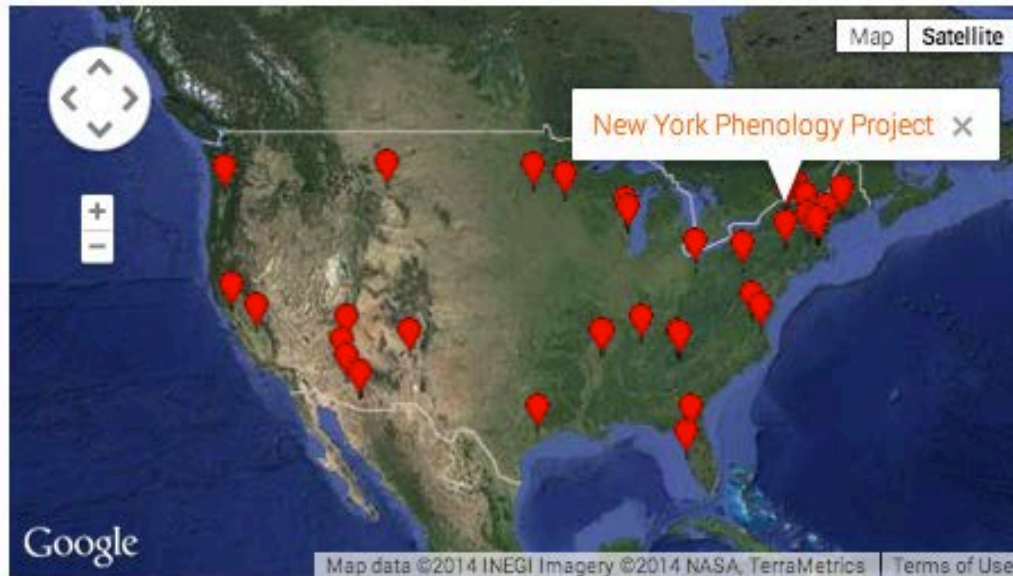 Map Satellite
New York Phenology Project ×
+
−
Google
Map data ©2014 INEGI Imagery ©2014 NASA, TerraMetrics Terms of Use